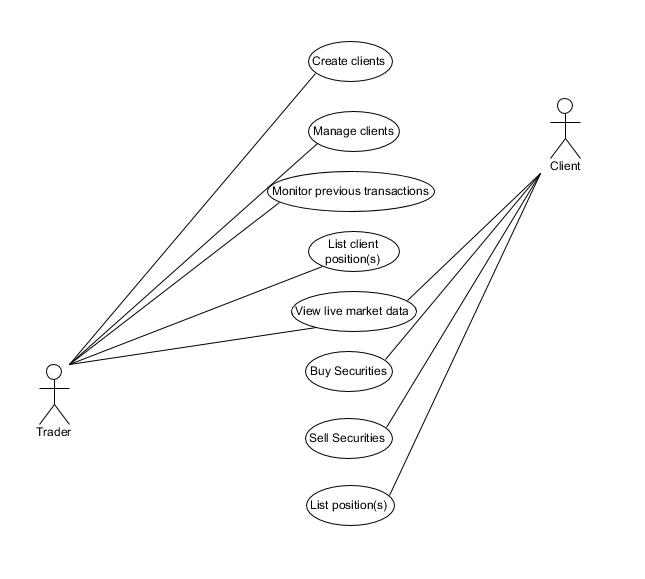 Create clients
Manage clients
Client
Monitor previous transactions
List client
position(s)
View live market data
Buy Securities
Trader
Sell Securities
List position(s)